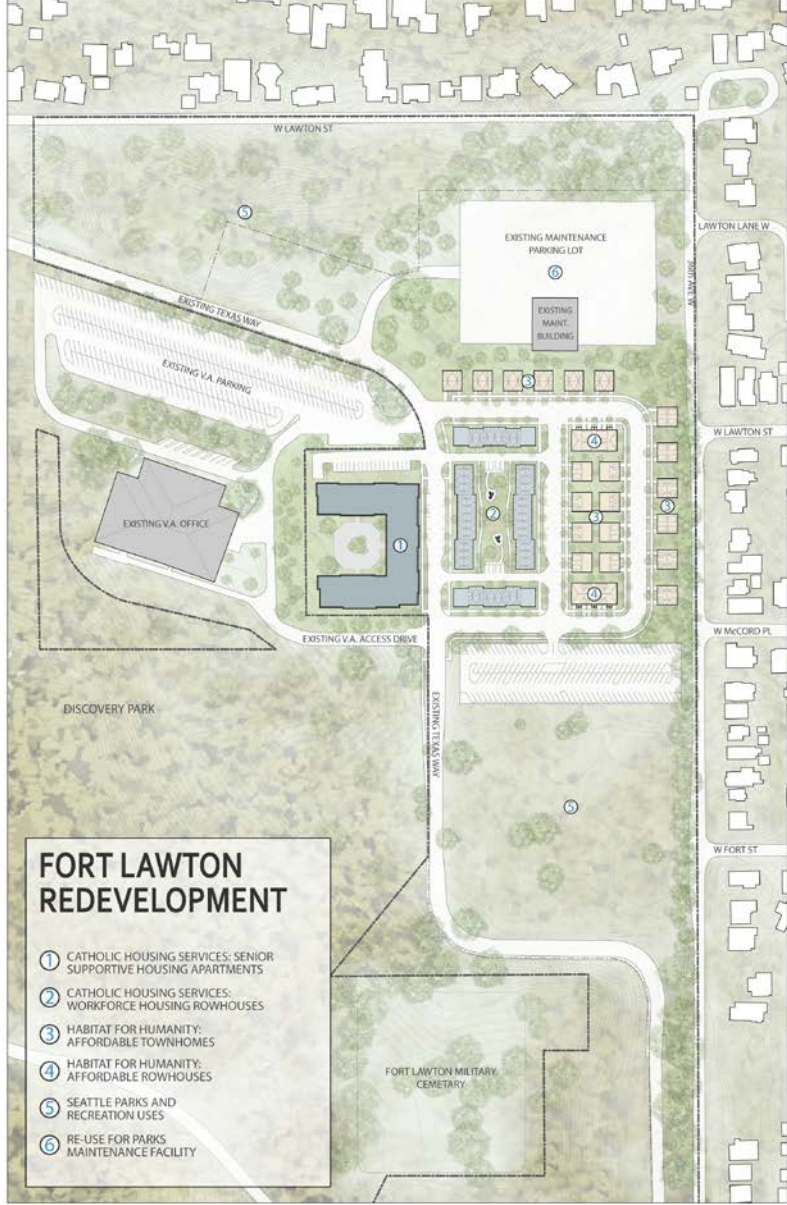 W LAWTON ST
5
LAWTON LANE W
EXISTING MAINTENANCE
PARKING LOT
6
36th AVE W
EXISTING TEXAS WAY
EXISTING
MAINT.
BUILDING
EXISTING V.A. PARKING
3
W LAWTON ST
4
EXISTING V.A. OFFICE
2
3
3
1
4
EXISTING V.A. ACCESS DRIVE
W McCORD PL
DISCOVERY PARK
EXISTING TEXAS WAY
5
W FORT ST
FORT LAWTON
REDEVELOPMENT
1 CATHOLIC HOUSING SERVICES: SENIOR
SUPPORTIVE HOUSING APARTMENTS
2 CATHOLIC HOUSING SERVICES:
WORKFORCE HOUSING ROWHOUSES
3 HABITAT FOR HUMANITY:
AFFORDABLE TOWNHOMES
4 HABITAT FOR HUMANITY:
AFFORDABLE ROWHOUSES
5 SEATTLE PARKS AND
RECREATION USES
6 RE-USE FOR PARKS
MAINTENANCE FACILITY
FORT LAWTON MILITARY
CEMETARY